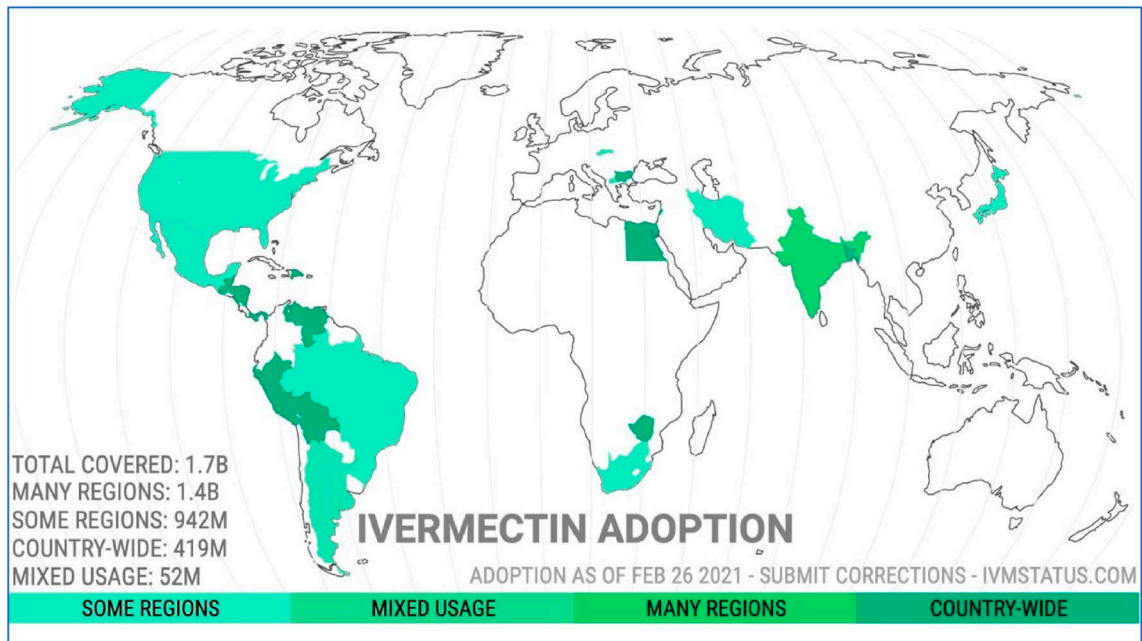 TOTAL COVERED: 1.7B
MANY REGIONS: 1.4B
SOME REGIONS: 942M
COUNTRY-WIDE: 419M
MIXED USAGE: 52M
IVERMECTIN ADOPTION
ADOPTION AS OF FEB 26 2021 - SUBMIT CORRECTIONS - IVMSTATUS.COM
SOME REGIONS MIXED USAGE MANY REGIONS COUNTRY-WIDE